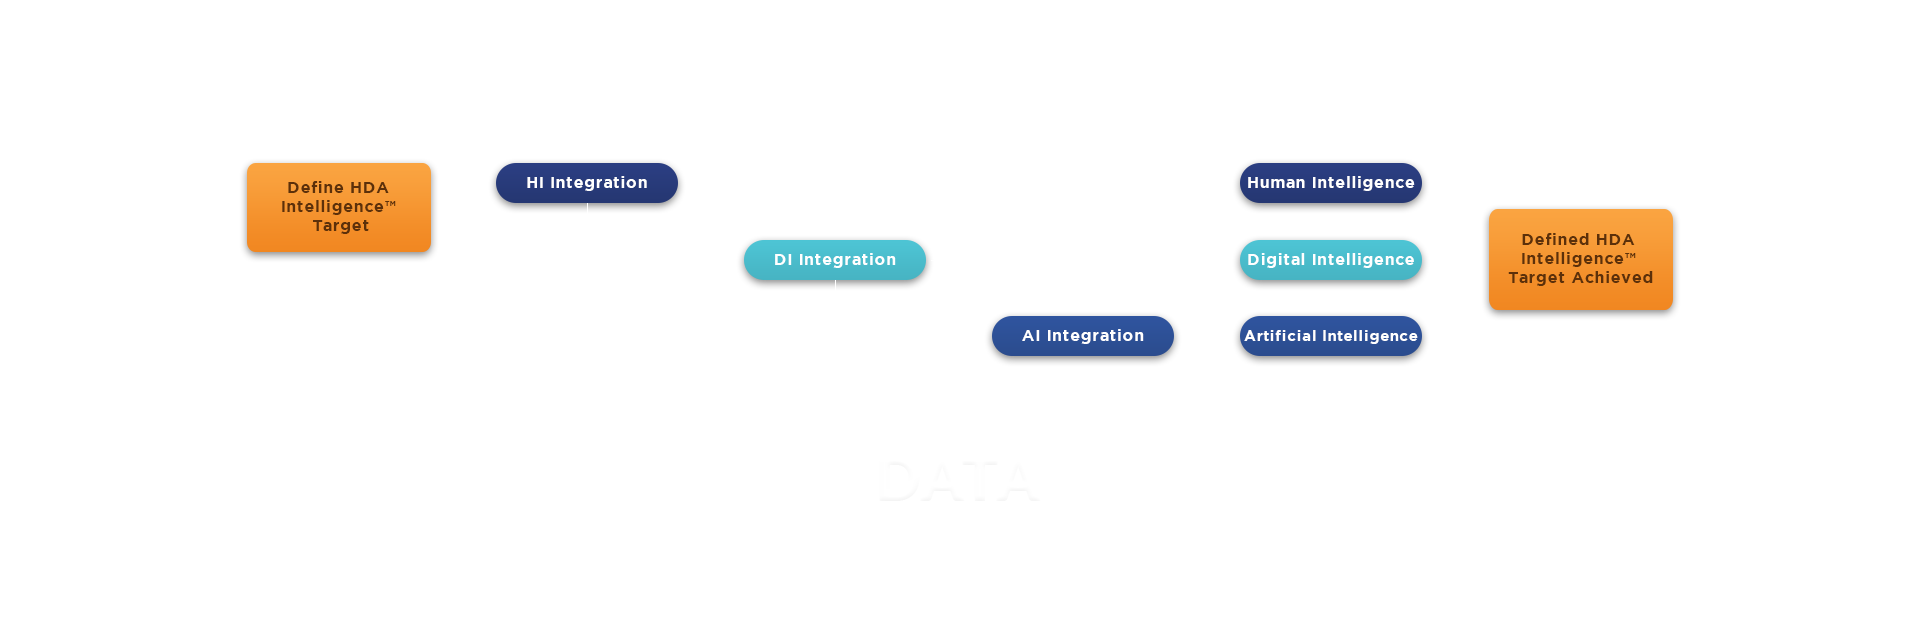 Define HDA
Intelligence™
Target
HI Integration
DI Integration
AI Integration
Human Intelligence
Digital Intelligence
Artificial Intelligence
Defined HDA
Intelligence™
Target Achieved
DATA